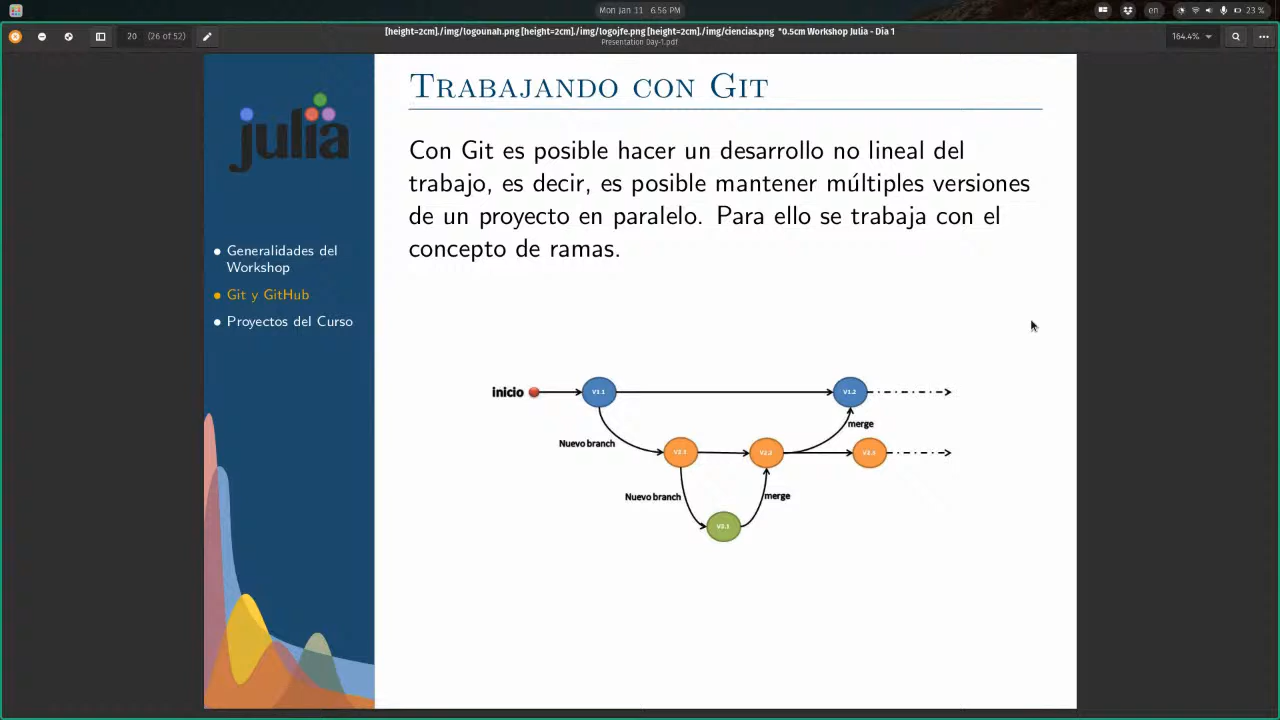 Mon Jan 11 6:56 PM
en
23 %
20 (26 of 52)
[height=2cm]./img/logounah.png [height=2cm]./img/logojfe.png [height=2cm]./img/ciencias.png *0.5cm Workshop Julia - Dia 1
Presentation Day-1.pdf
164.4%
julia
Generalidades del
Workshop
Git y GitHub
Proyectos del Curso
Trabajando con Git
Con Git es posible hacer un desarrollo no lineal del
trabajo, es decir, es posible mantener múltiples versiones
de un proyecto en paralelo. Para ello se trabaja con el
concepto de ramas.
inicio
V1.2
merge
Nuevo branch
V2.2
Nuevo branch
merge